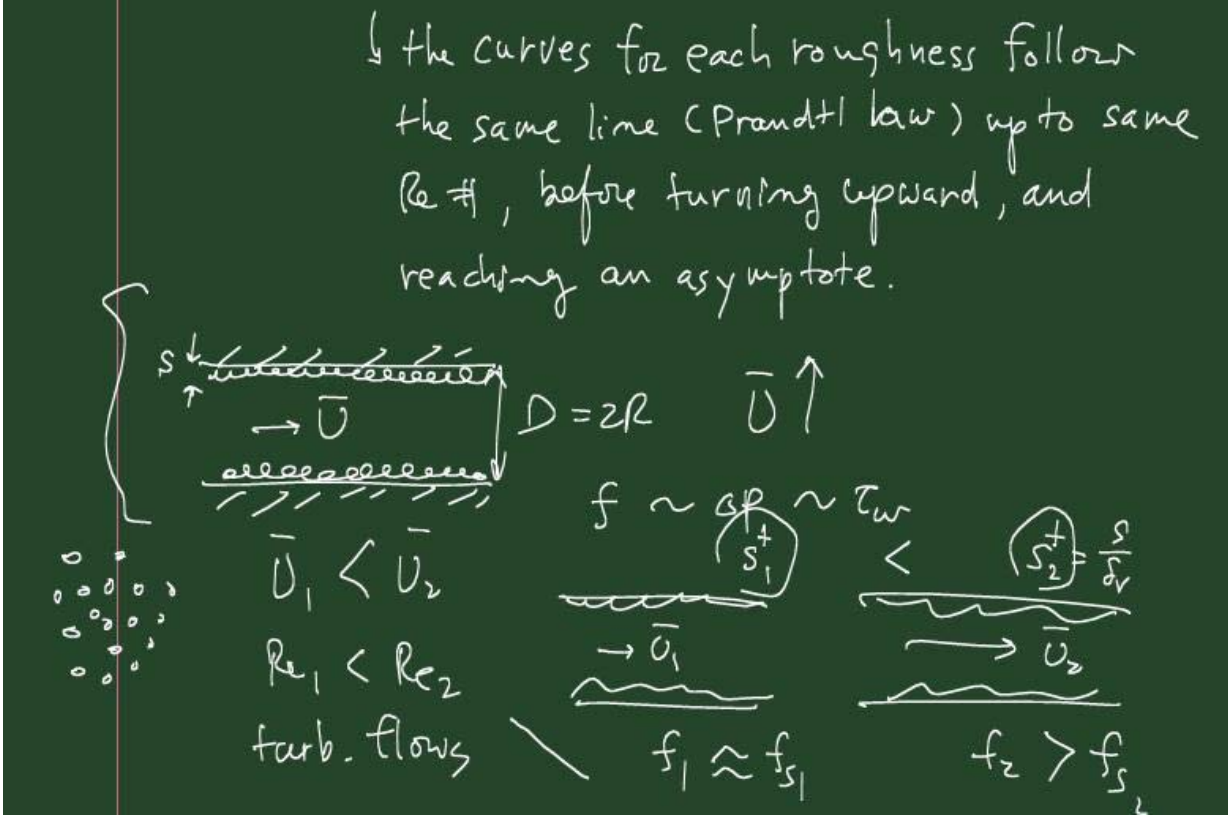 ↳ the curves for each roughness follow
the same line (Prandtl law) up to same
Re #, before turning upward, and
reaching an asymptote.
s
→ Ū
D = 2R
Ū ↑
f ~ Δp ~ τw
Ū₁ < Ū₂
s₁⁺ < s₂⁺ = s/δv
→ Ū₁
→ Ū₂
Re₁ < Re₂
turb. flows
f₁ ≈ fs₁
f₂ > fs₂